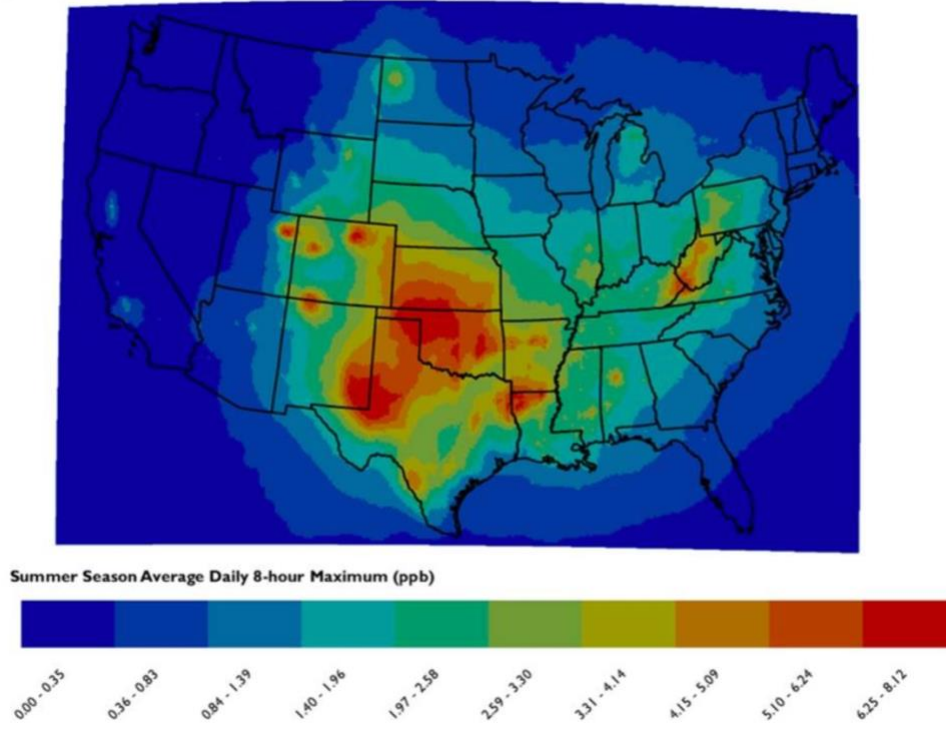 Summer Season Average Daily 8-hour Maximum (ppb)
0.00 - 0.35
0.36 - 0.83
0.84 - 1.39
1.40 - 1.96
1.97 - 2.58
2.59 - 3.30
3.31 - 4.14
4.15 - 5.09
5.10 - 6.24
6.25 - 8.12